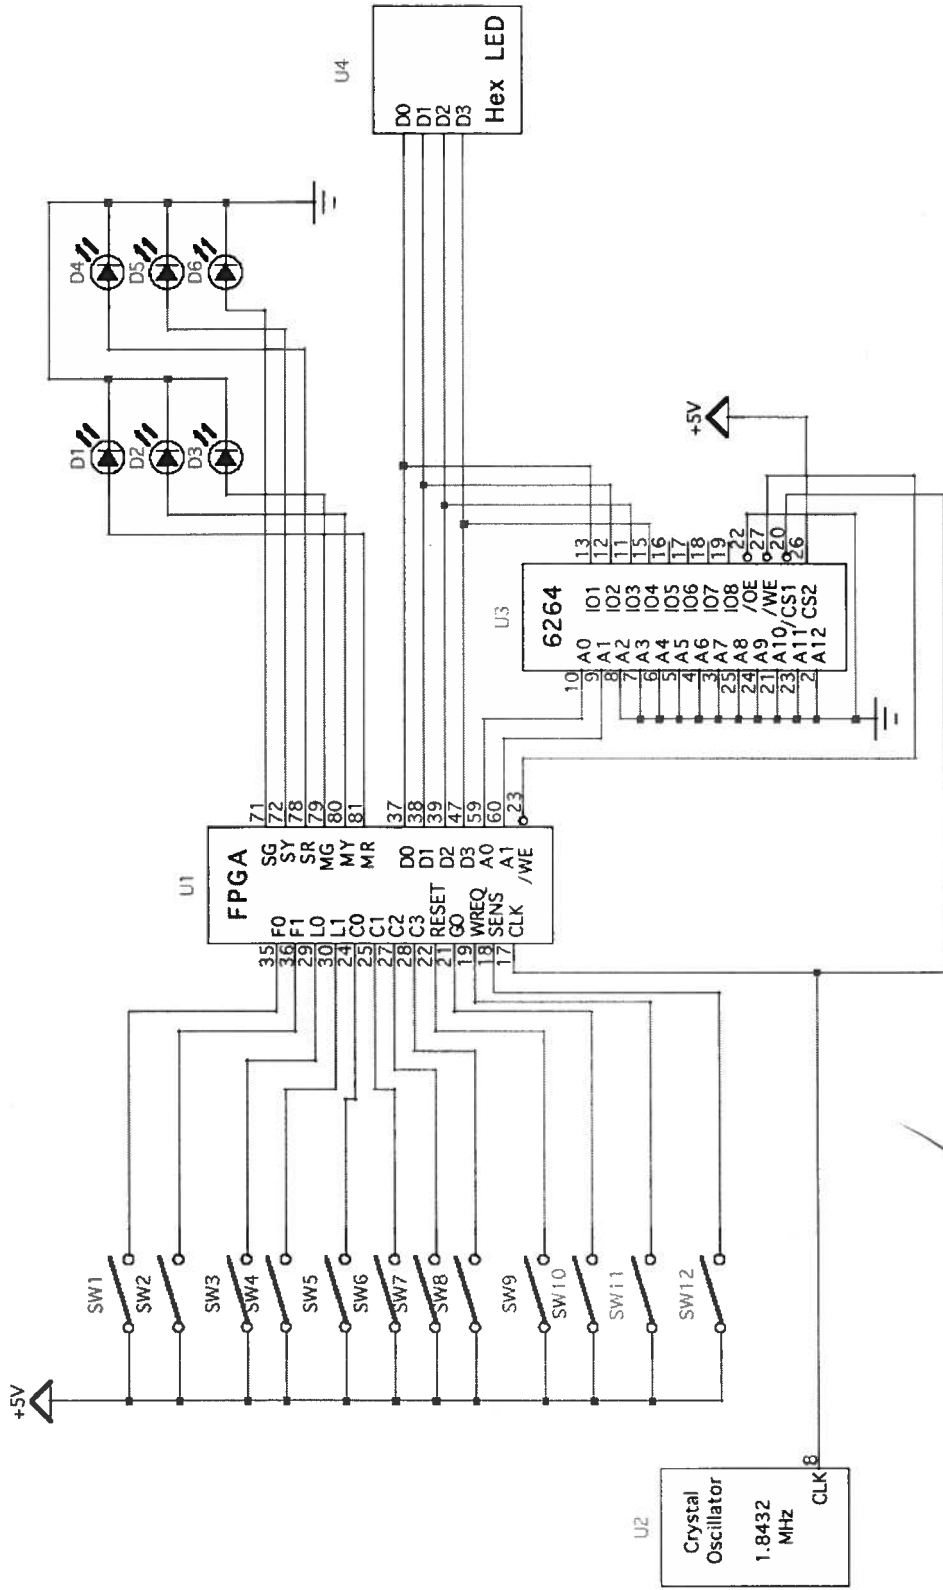 +5V
SW1
SW2
SW3
SW4
SW5
SW6
SW7
SW8
SW9
SW10
SW11
SW12
U2
Crystal
Oscillator
1.8432
MHz
CLK 8
U1
FPGA
35 F0
36 F1
29 L0
30 L1
24 C0
25 C1
27 C2
28 C3
22 RESET
21 GO
19 WREQ
18 SENS
17 CLK
SG 71
SY 72
SR 78
MG 79
MY 80
MR 81
D0 37
D1 38
D2 39
D3 47
A0 59
A1 60
/WE 23
D1
D2
D3
D4
D5
D6
U3
6264
10 A0
9 A1
8 A2
7 A3
6 A4
5 A5
4 A6
3 A7
25 A8
24 A9
21 A10
23 A11
2 A12
IO1 13
IO2 12
IO3 11
IO4 15
IO5 16
IO6 17
IO7 18
IO8 19
/OE 22
/WE 27
/CS1 20
CS2 26
+5V
U4
D0
D1
D2
D3
Hex LED